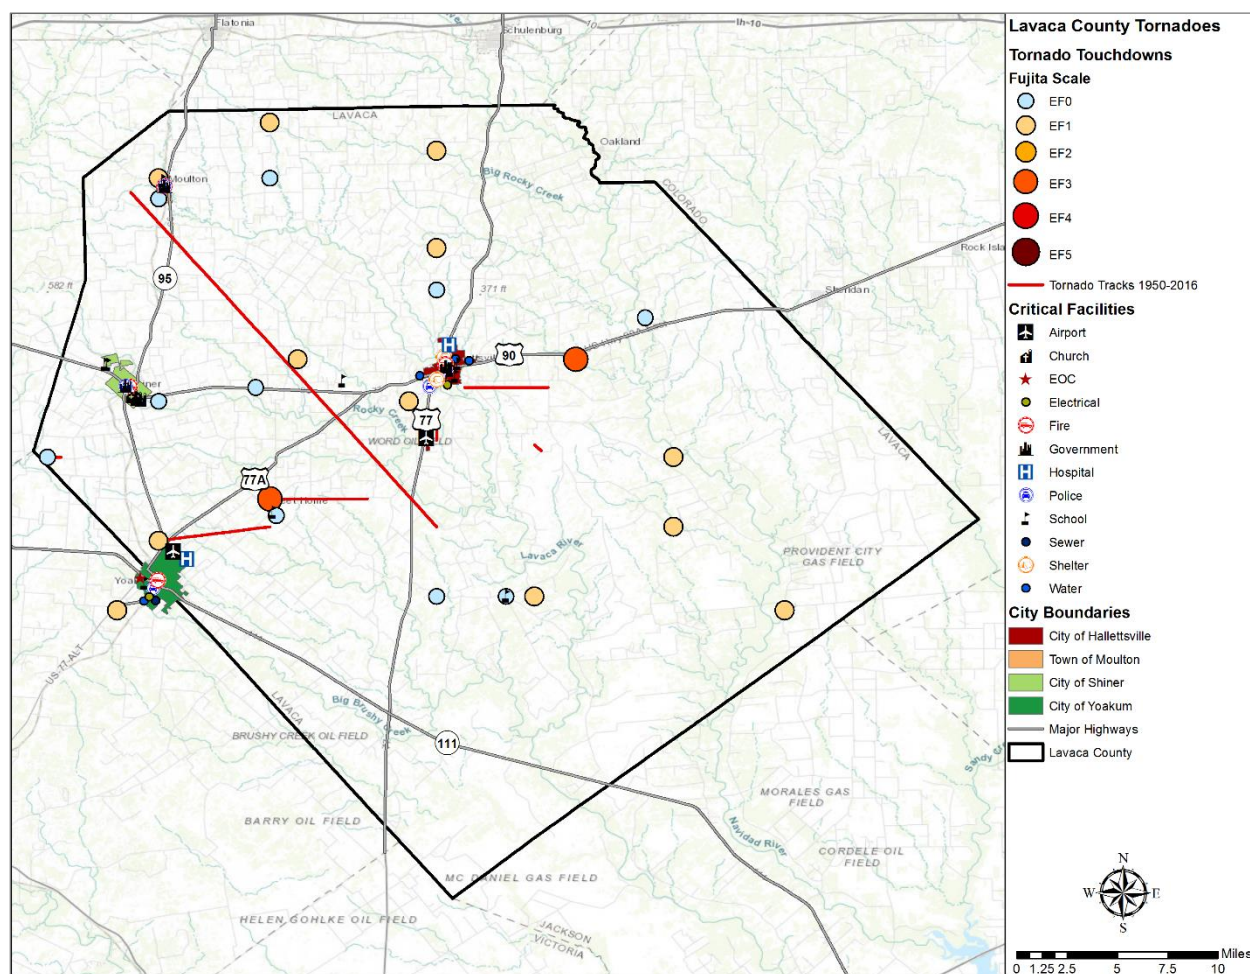 Flatonia
Schulenburg
Ih-10
LAVACA
Oakland
Moulton
Big Rocky Creek
COLORADO
Rock Isla
95
582 ft
371 ft
Sheridan
90
Rocky Creek
77
WORD OIL FIELD
LAVACA
77A
Lavaca River
PROVIDENT CITY
GAS FIELD
US 77-ALT
LAVACA
Big Brushy Creek
BRUSHY CREEK OIL FIELD
111
MORALES GAS
FIELD
BARRY OIL FIELD
Navidad River
CORDELE OIL
FIELD
MC DANIEL GAS FIELD
HELEN GOHLKE OIL FIELD
JACKSON
VICTORIA
Lavaca County Tornadoes
Tornado Touchdowns
Fujita Scale
EF0
EF1
EF2
EF3
EF4
EF5
Tornado Tracks 1950-2016
Critical Facilities
Airport
Church
EOC
Electrical
Fire
Government
Hospital
Police
School
Sewer
Shelter
Water
City Boundaries
City of Hallettsville
Town of Moulton
City of Shiner
City of Yoakum
Major Highways
Lavaca County
N
W E
S
Miles
0 1.25 2.5 5 7.5 10